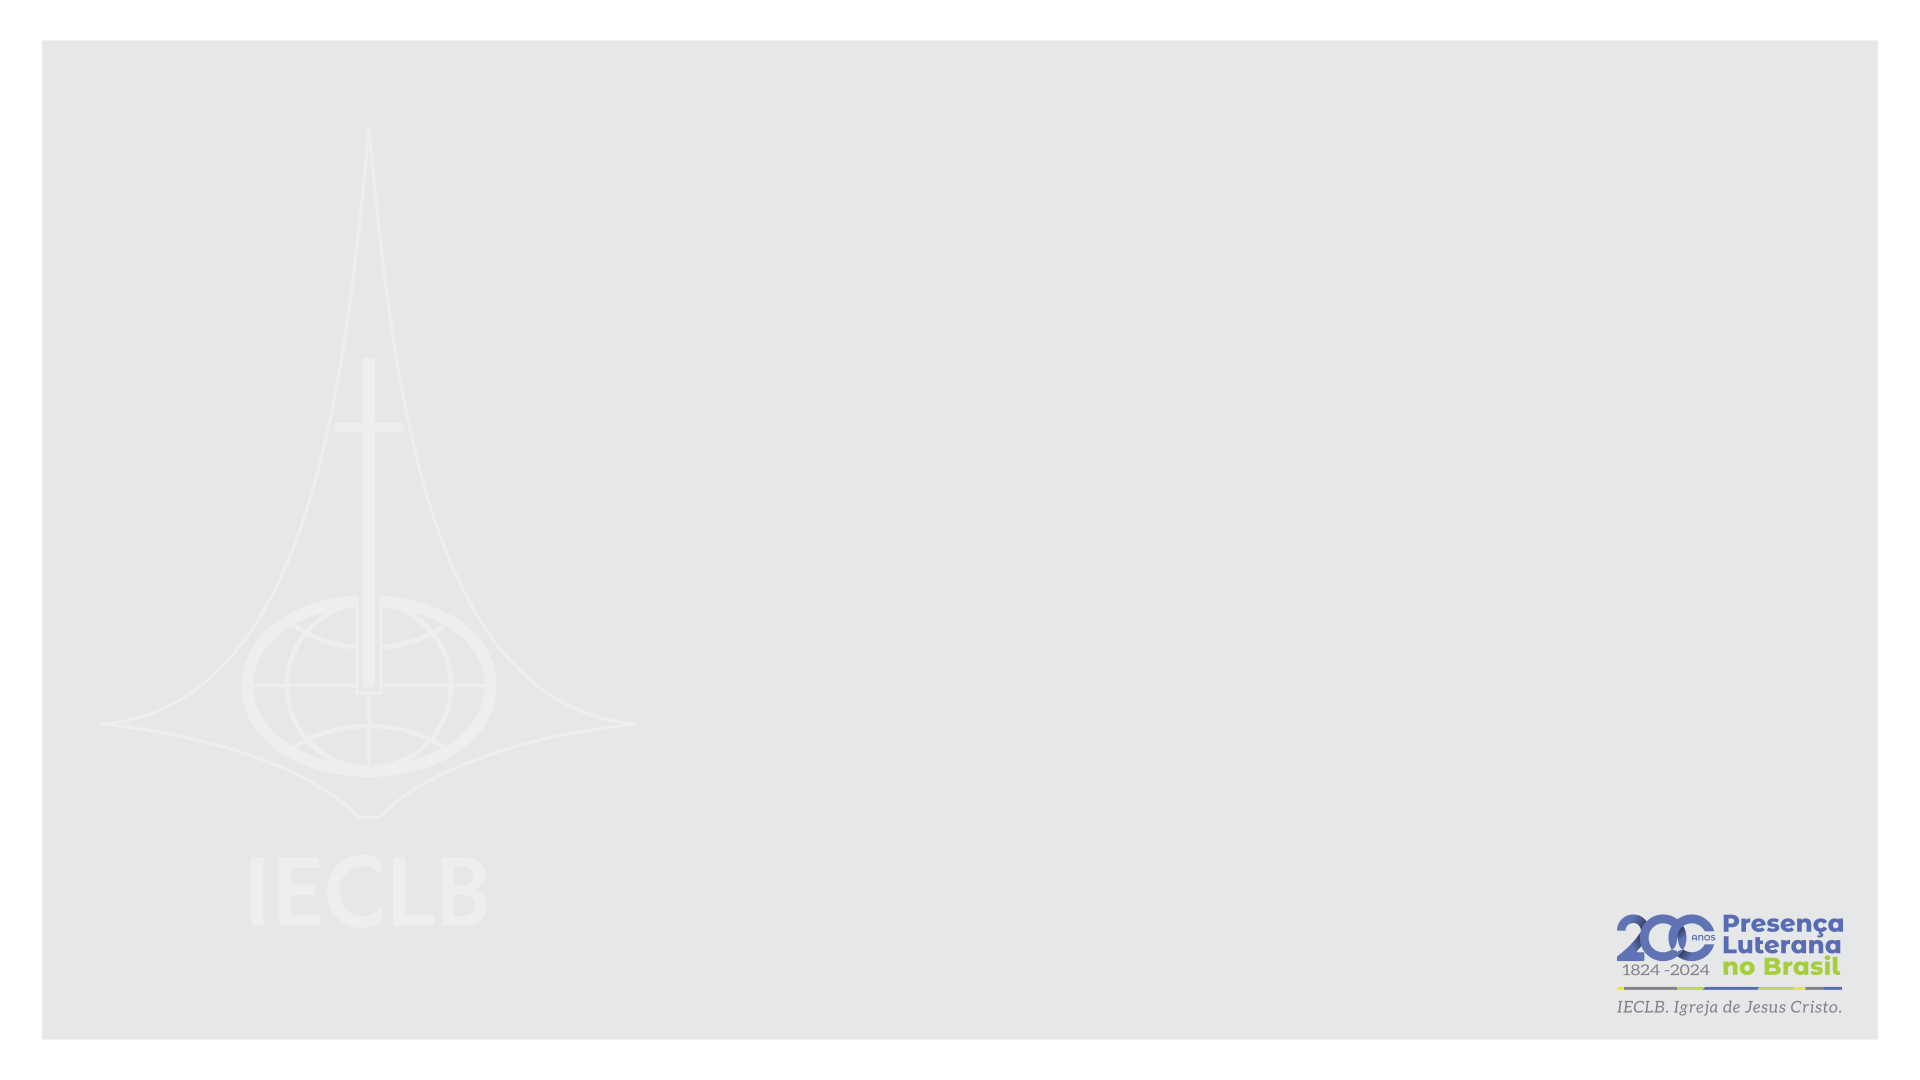 IECLB
200 ANOS
1824 - 2024
Presença
Luterana
no Brasil
IECLB. Igreja de Jesus Cristo.